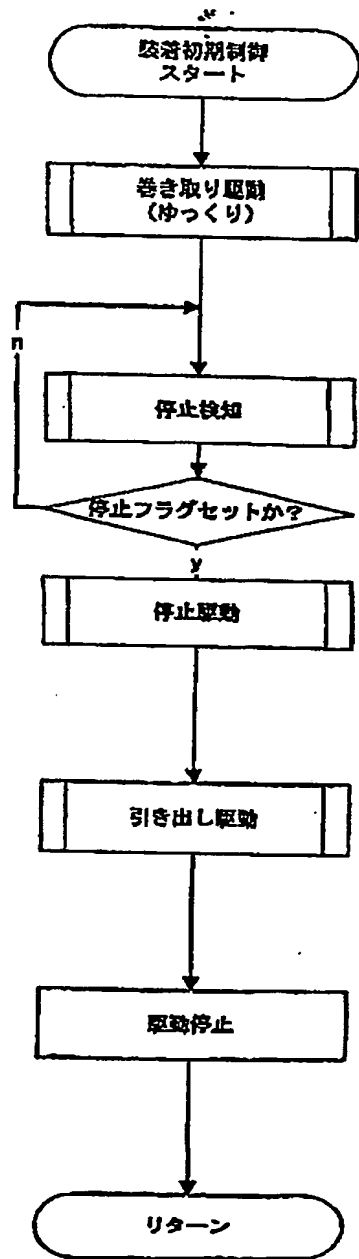 装着初期制御
スタート
巻き取り駆動
(ゆっくり)
n
停止検知
停止フラグセットか?
y
停止駆動
引き出し駆動
駆動停止
リターン